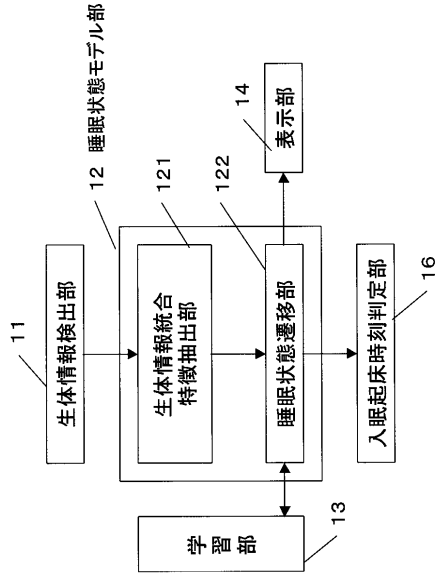 11
生体情報検出部
12 睡眠状態モデル部
121
生体情報統合
特徴抽出部
122
睡眠状態遷移部
14
表示部
学習部
13
入眠起床時刻判定部
16